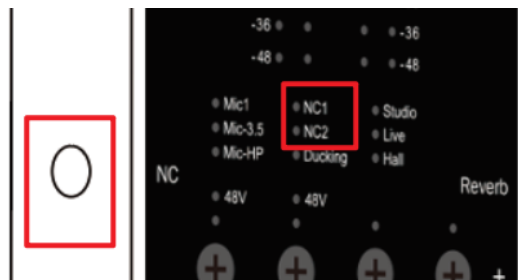 -36 -36
-48 -48
Mic1 NC1 Studio
Mic-3.5 NC2 Live
Mic-HP Ducking Hall
NC
Reverb
48V 48V